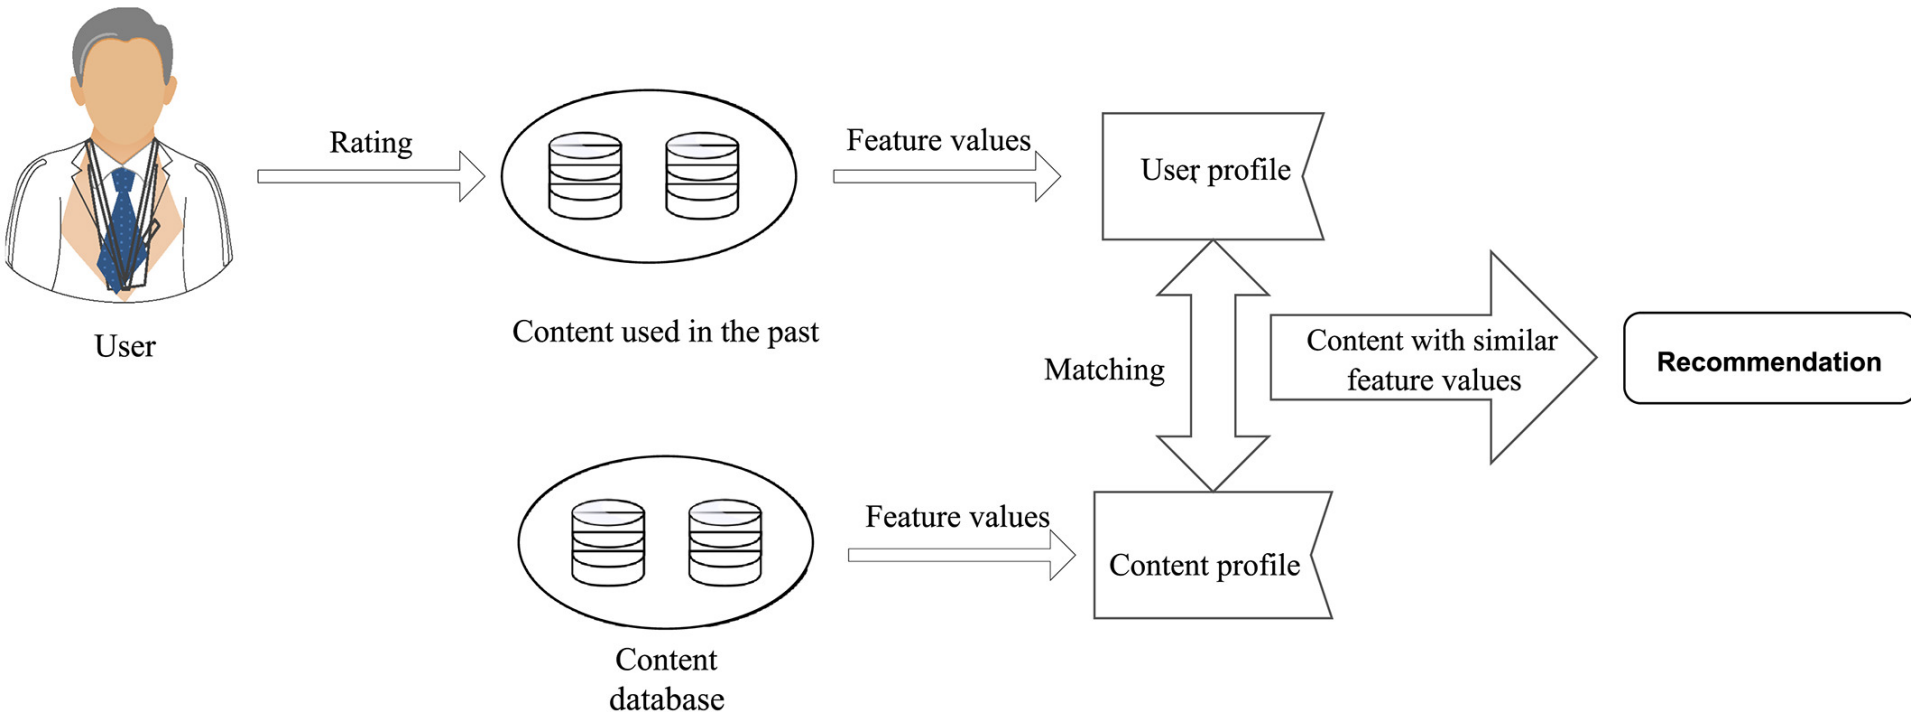 Rating
Feature values
User profile
User
Content used in the past
Matching
Content with similar
feature values
Recommendation
Feature values
Content profile
Content
database